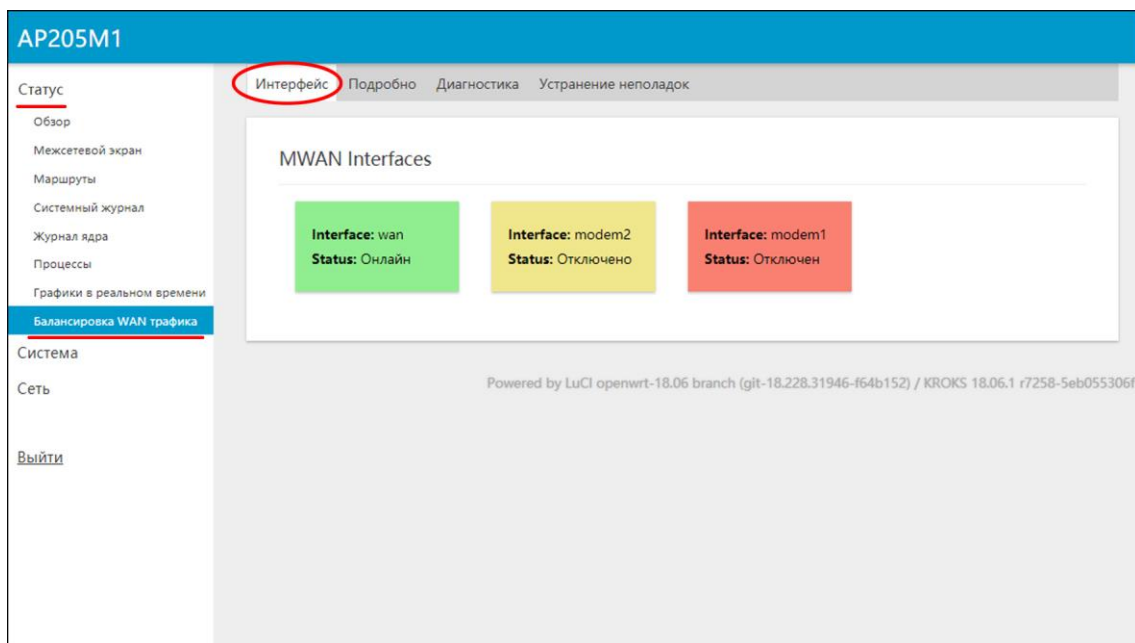 AP205M1
Статус
Обзор
Межсетевой экран
Маршруты
Системный журнал
Журнал ядра
Процессы
Графики в реальном времени
Балансировка WAN трафика
Система
Сеть
Выйти
Интерфейс Подробно Диагностика Устранение неполадок
MWAN Interfaces
Interface: wan
Status: Онлайн
Interface: modem2
Status: Отключено
Interface: modem1
Status: Отключен
Powered by LuCI openwrt-18.06 branch (git-18.228.31946-f64b152) / KROKS 18.06.1 r7258-5eb055306f